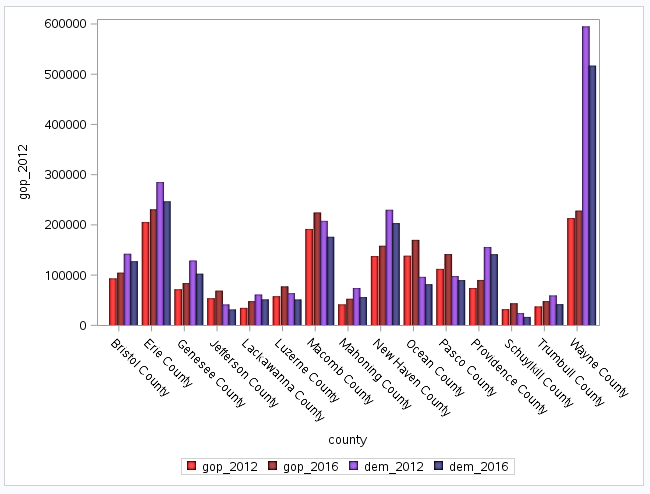 600000
500000
400000
300000
200000
100000
0
gop_2012
Bristol County
Erie County
Genesee County
Jefferson County
Lackawanna County
Luzerne County
Macomb County
Mahoning County
New Haven County
Ocean County
Pasco County
Providence County
Schuylkill County
Trumbull County
Wayne County
county
gop_2012 gop_2016 dem_2012 dem_2016